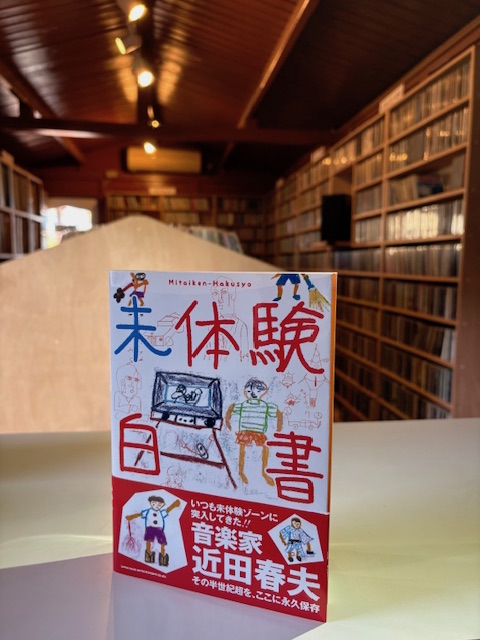 Mitaiken-Hakusyo
未体験
白書
いつも未体験ゾーンに
突入してきた!!
音楽家
近田春夫
その半世紀超を、ここに永久保存